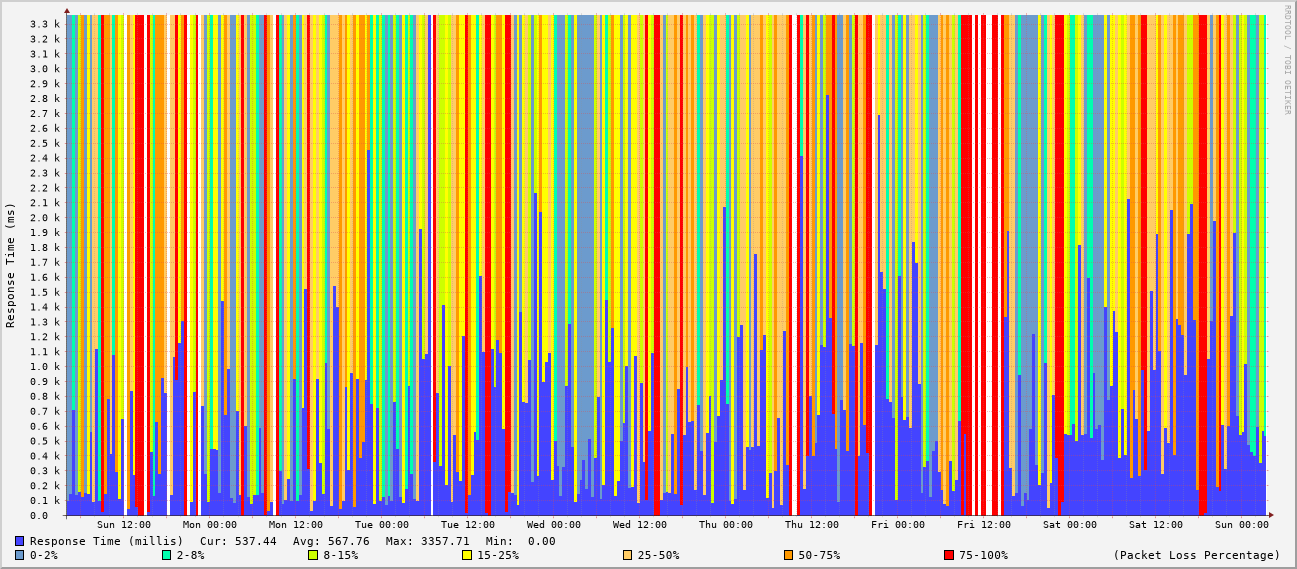 RRDTOOL / TOBI OETIKER
Response Time (ms)
3.3 k
3.2 k
3.1 k
3.0 k
2.9 k
2.8 k
2.7 k
2.6 k
2.5 k
2.4 k
2.3 k
2.2 k
2.1 k
2.0 k
1.9 k
1.8 k
1.7 k
1.6 k
1.5 k
1.4 k
1.3 k
1.2 k
1.1 k
1.0 k
0.9 k
0.8 k
0.7 k
0.6 k
0.5 k
0.4 k
0.3 k
0.2 k
0.1 k
0.0
Sun 12:00 Mon 00:00 Mon 12:00 Tue 00:00 Tue 12:00 Wed 00:00 Wed 12:00 Thu 00:00 Thu 12:00 Fri 00:00 Fri 12:00 Sat 00:00 Sat 12:00 Sun 00:00
Response Time (millis) Cur: 537.44 Avg: 567.76 Max: 3357.71 Min: 0.00
0-2% 2-8% 8-15% 15-25% 25-50% 50-75% 75-100% (Packet Loss Percentage)